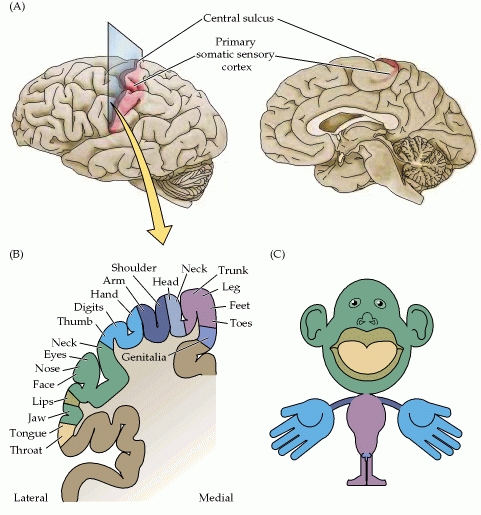 (A)
Central sulcus
Primary
somatic sensory
cortex
(B)
(C)
Shoulder
Arm
Hand
Digits
Thumb
Neck
Eyes
Nose
Face
Lips
Jaw
Tongue
Throat
Head
Neck
Trunk
Leg
Feet
Toes
Genitalia
Lateral
Medial